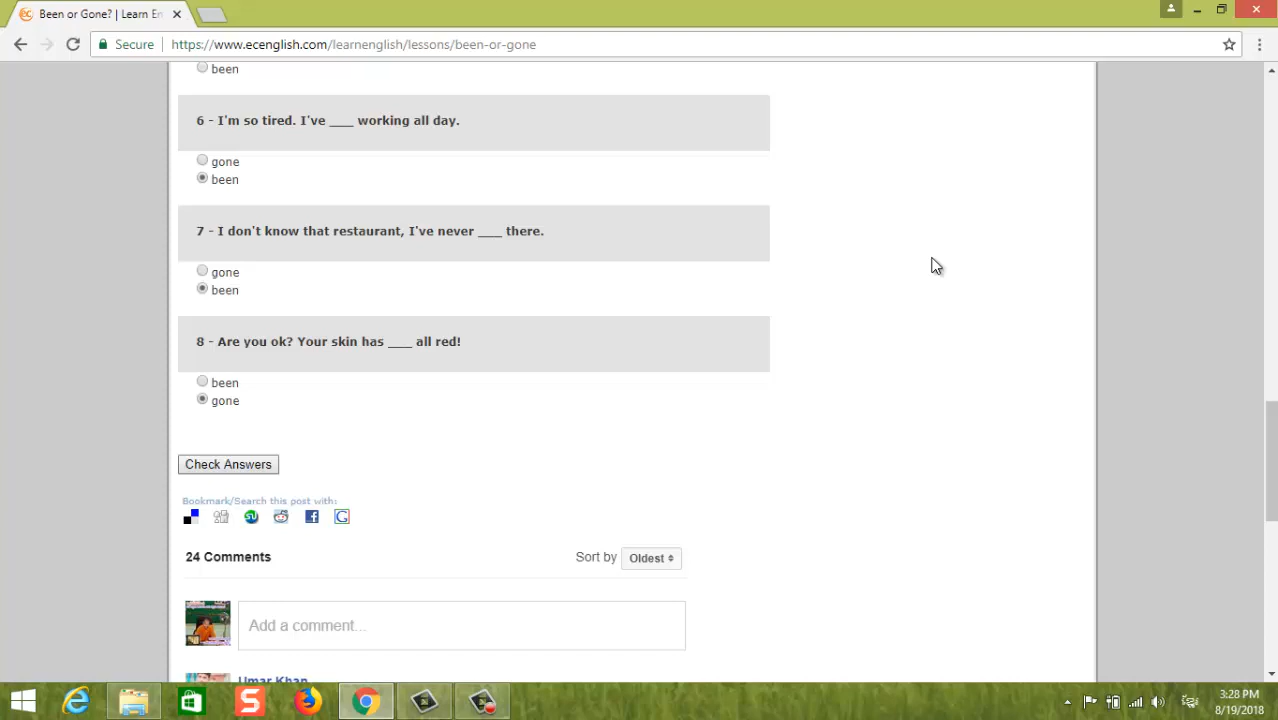 Been or Gone? | Learn En
Secure
https://www.ecenglish.com/learnenglish/lessons/been-or-gone
been
6 - I'm so tired. I've ___ working all day.
gone
been
7 - I don't know that restaurant, I've never ___ there.
gone
been
8 - Are you ok? Your skin has ___ all red!
been
gone
Check Answers
Bookmark/Search this post with:
24 Comments
Sort by Oldest
Add a comment...
Umar Khan
3:28 PM
8/19/2018